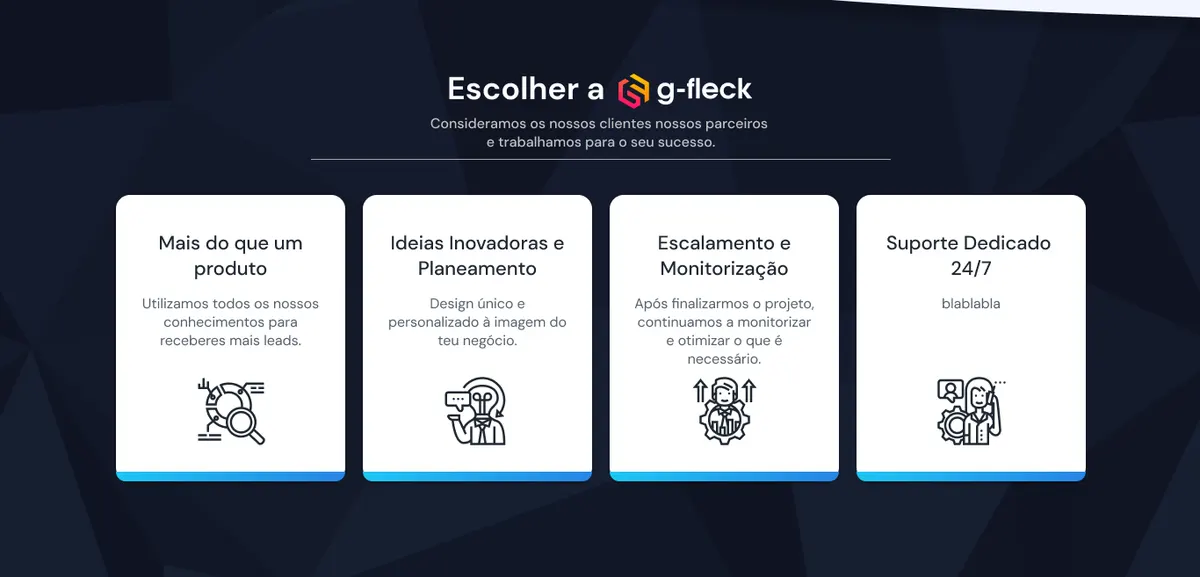 Escolher a g-fleck
Consideramos os nossos clientes nossos parceiros
e trabalhamos para o seu sucesso.
Mais do que um
produto
Utilizamos todos os nossos
conhecimentos para
receberes mais leads.
Ideias Inovadoras e
Planeamento
Design único e
personalizado à imagem do
teu negócio.
Escalamento e
Monitorização
Após finalizarmos o projeto,
continuamos a monitorizar
e otimizar o que é
necessário.
Suporte Dedicado
24/7
blablabla